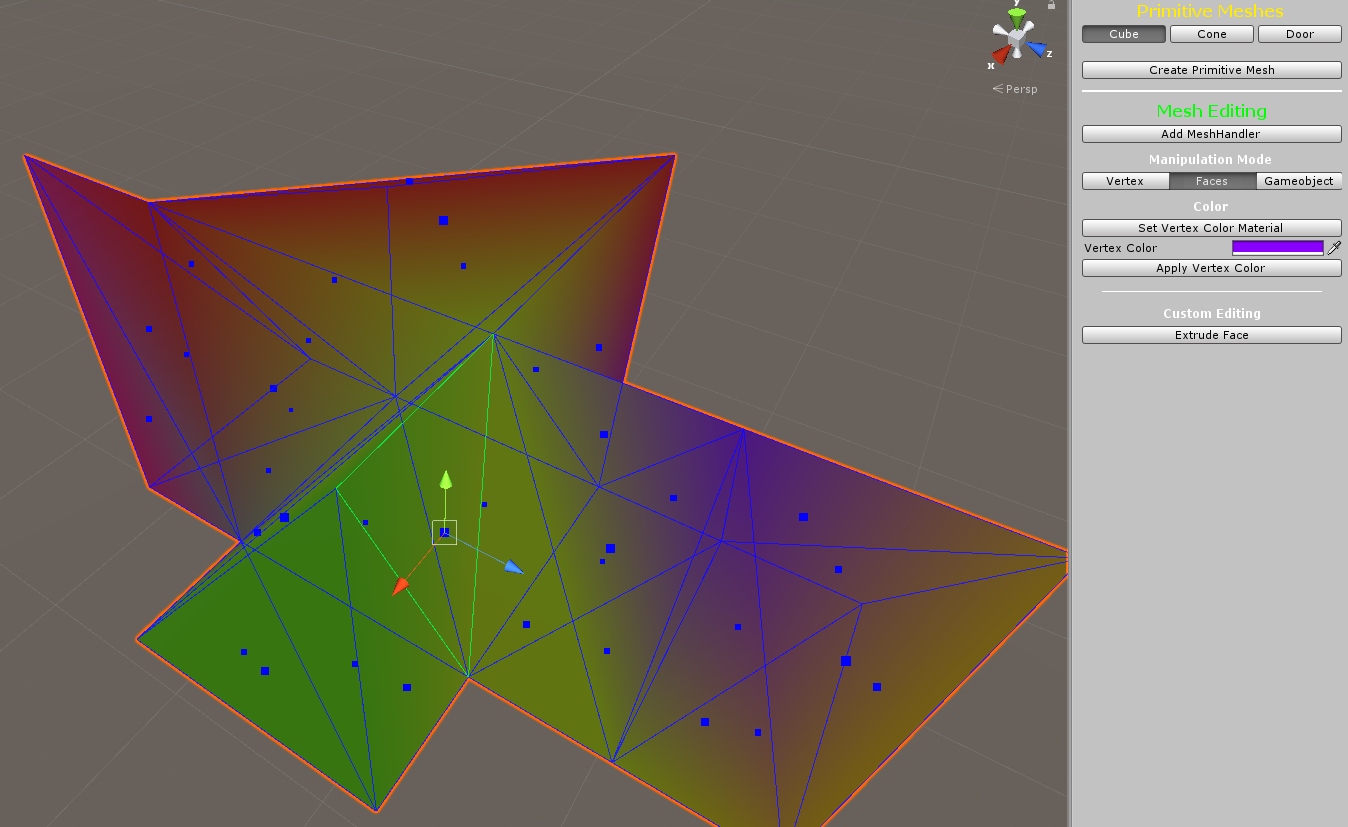 y
x
z
Persp
Primitive Meshes
Cube Cone Door
Create Primitive Mesh
Mesh Editing
Add MeshHandler
Manipulation Mode
Vertex Faces Gameobject
Color
Set Vertex Color Material
Vertex Color
Apply Vertex Color
Custom Editing
Extrude Face